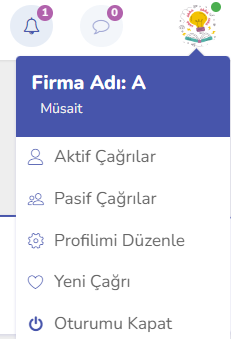 1
0
Firma Adı: A
Müsait
Aktif Çağrılar
Pasif Çağrılar
Profilimi Düzenle
Yeni Çağrı
Oturumu Kapat